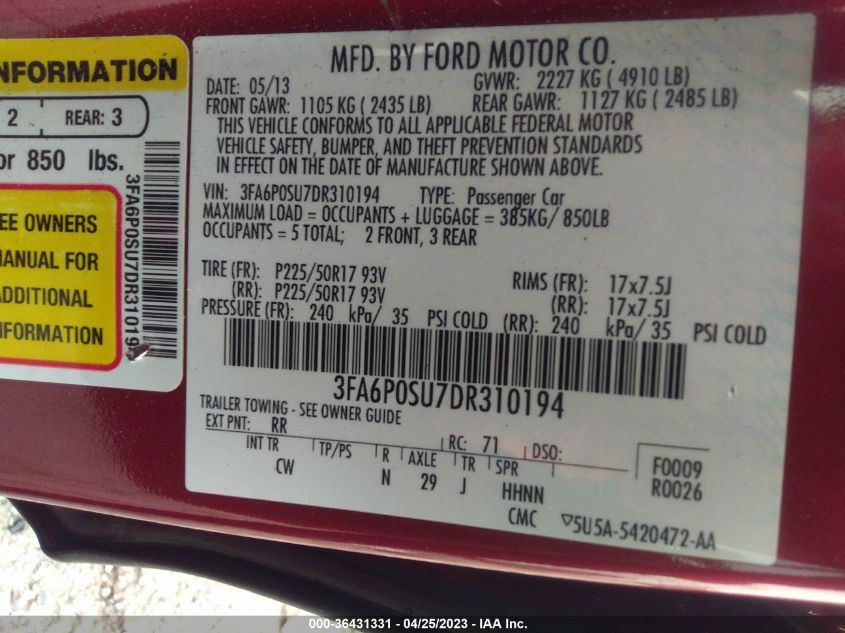 NFORMATION
2 REAR: 3
or 850 lbs.
EE OWNERS
MANUAL FOR
ADDITIONAL
NFORMATION
3FA6P0SU7DR31019
MFD. BY FORD MOTOR CO.
DATE: 05/13 GVWR: 2227 KG ( 4910 LB)
FRONT GAWR: 1105 KG ( 2435 LB) REAR GAWR: 1127 KG ( 2485 LB)
THIS VEHICLE CONFORMS TO ALL APPLICABLE FEDERAL MOTOR
VEHICLE SAFETY, BUMPER, AND THEFT PREVENTION STANDARDS
IN EFFECT ON THE DATE OF MANUFACTURE SHOWN ABOVE.
VIN: 3FA6P0SU7DR310194 TYPE: Passenger Car
MAXIMUM LOAD = OCCUPANTS + LUGGAGE = 385KG/ 850LB
OCCUPANTS = 5 TOTAL; 2 FRONT, 3 REAR
TIRE (FR): P225/50R17 93V RIMS (FR): 17x7.5J
(RR): P225/50R17 93V (RR): 17x7.5J
PRESSURE (FR): 240 kPa/ 35 PSI COLD (RR): 240 kPa/ 35 PSI COLD
3FA6P0SU7DR310194
TRAILER TOWING - SEE OWNER GUIDE
EXT PNT: RR RC: 71 DSO:
INT TR TP/PS R AXLE TR SPR F0009
CW N 29 J HHNN R0026
CMC ▽5U5A-5420472-AA
000-36431331 - 04/25/2023 - IAA Inc.